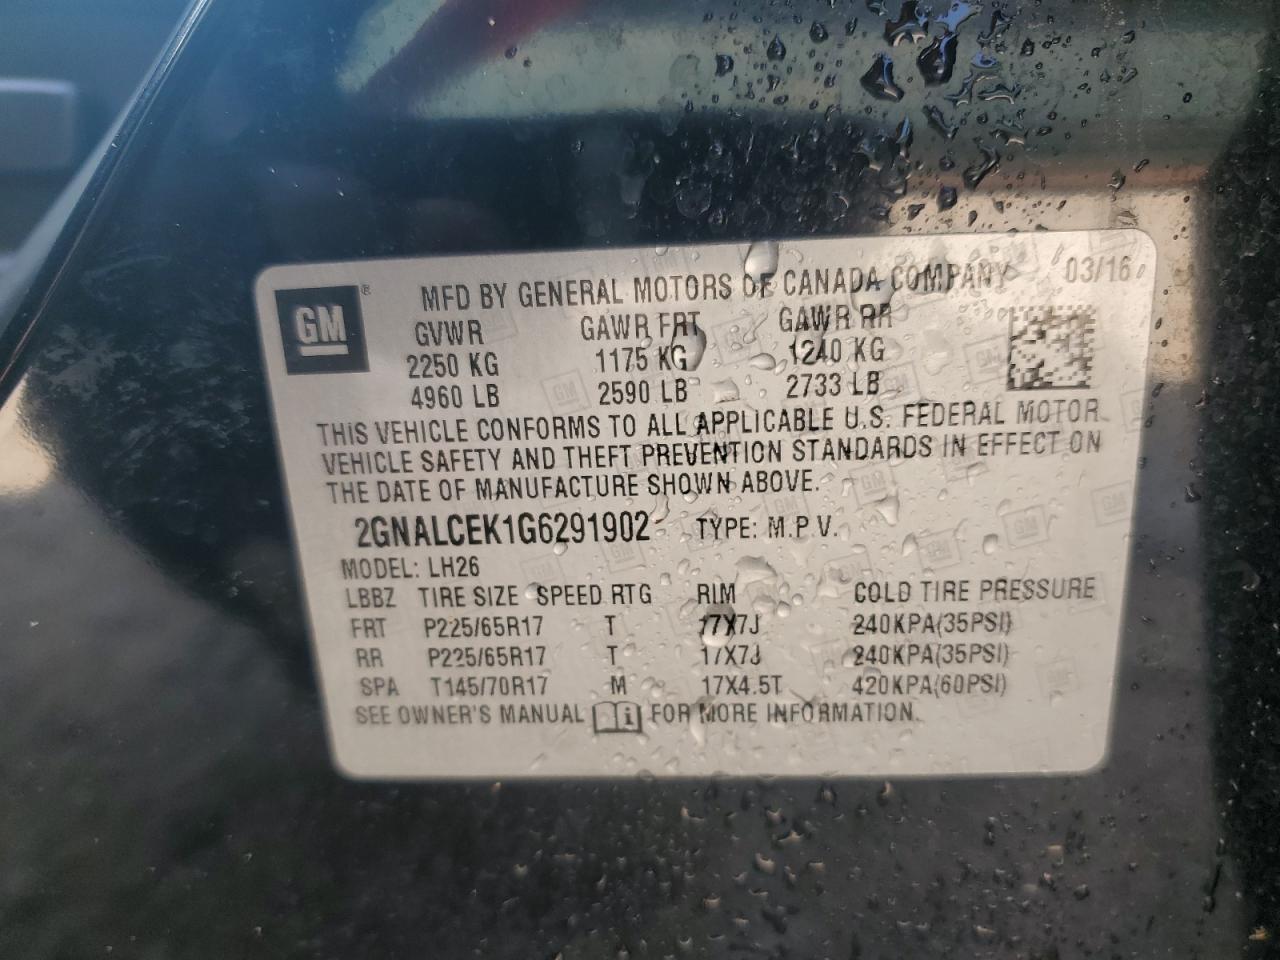 GM ®
MFD BY GENERAL MOTORS OF CANADA COMPANY 03/16
GVWR GAWR FRT GAWR RR
2250 KG 1175 KG 1240 KG
4960 LB 2590 LB 2733 LB
THIS VEHICLE CONFORMS TO ALL APPLICABLE U.S. FEDERAL MOTOR
VEHICLE SAFETY AND THEFT PREVENTION STANDARDS IN EFFECT ON
THE DATE OF MANUFACTURE SHOWN ABOVE.
2GNALCEK1G6291902 TYPE: M.P.V.
MODEL: LH26
LBBZ TIRE SIZE SPEED RTG RIM COLD TIRE PRESSURE
FRT P225/65R17 T 17X7J 240KPA(35PSI)
RR P225/65R17 T 17X7J 240KPA(35PSI)
SPA T145/70R17 M 17X4.5T 420KPA(60PSI)
SEE OWNER'S MANUAL FOR MORE INFORMATION.